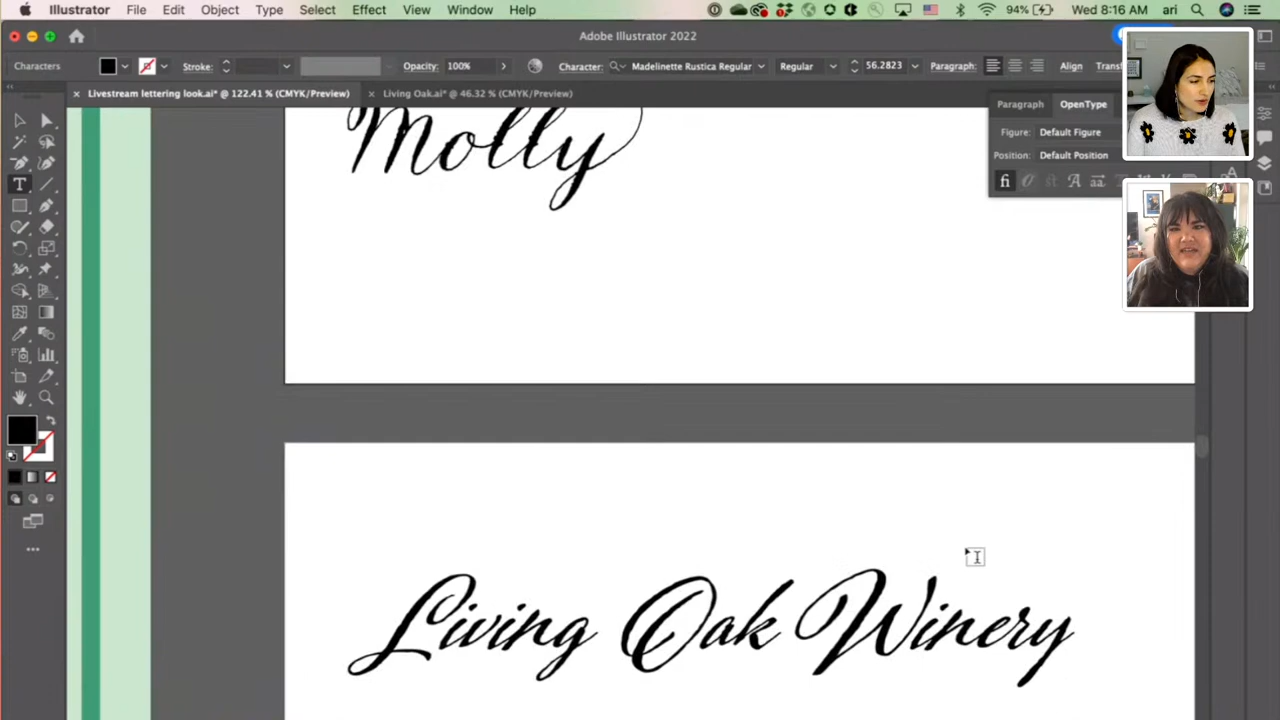 Illustrator File Edit Object Type Select Effect View Window Help 94% Wed 8:16 AM ari
Adobe Illustrator 2022
Characters Stroke: Opacity: 100% Character: Madelinette Rustica Regular Regular 56.2823 Paragraph: Align
Livestream lettering look.ai* @ 122.41 % (CMYK/Preview) Living Oak.ai* @ 46.32 % (CMYK/Preview)
Paragraph OpenType
Figure: Default Figure
Position: Default Position
Molly
Living Oak Winery